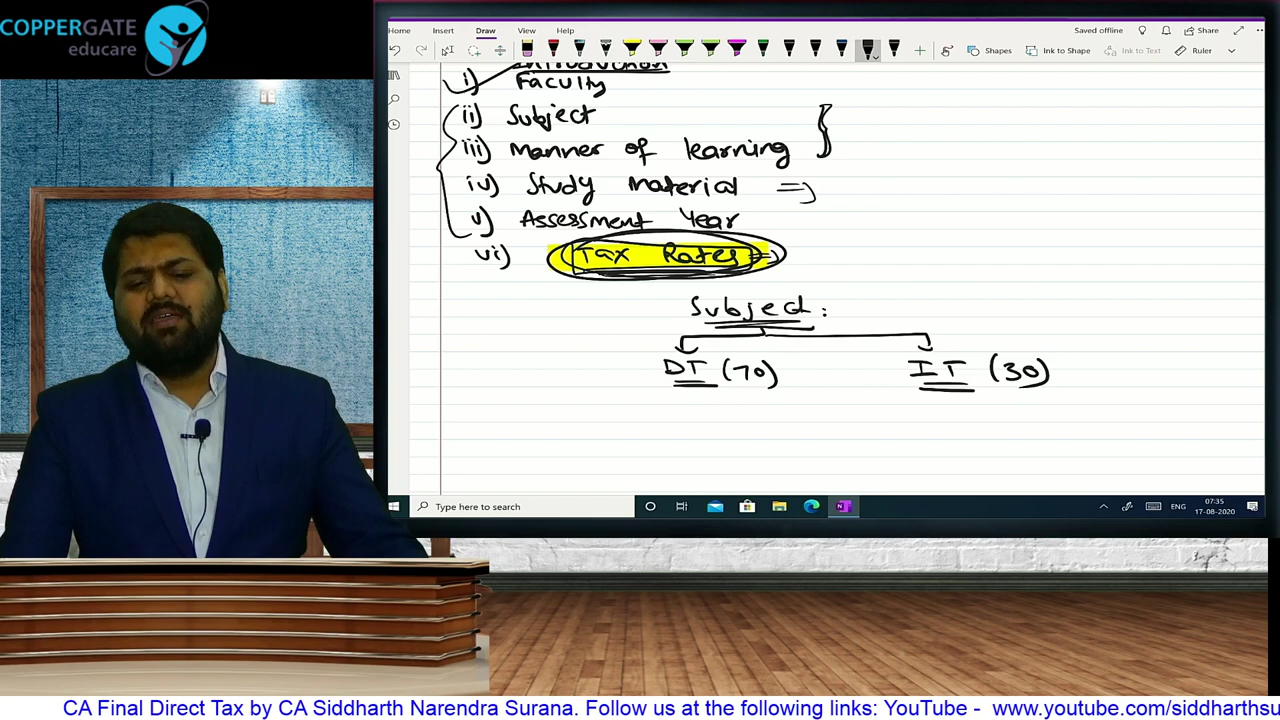 COPPERGATE
educare
Home Insert Draw View Help
Saved offline
Share
Shapes
Ink to Shape
Ink to Text
Ruler
Introduction
i) Faculty
ii) Subject
iii) Manner of learning
iv) Study Material ⇒
v) Assessment Year
vi) Tax Rates ⇒
Subject :
DT (70) IT (30)
Type here to search
ENG
07:35
17-08-2020
CA Final Direct Tax by CA Siddharth Narendra Surana. Follow us at the following links: YouTube - www.youtube.com/siddharthsu